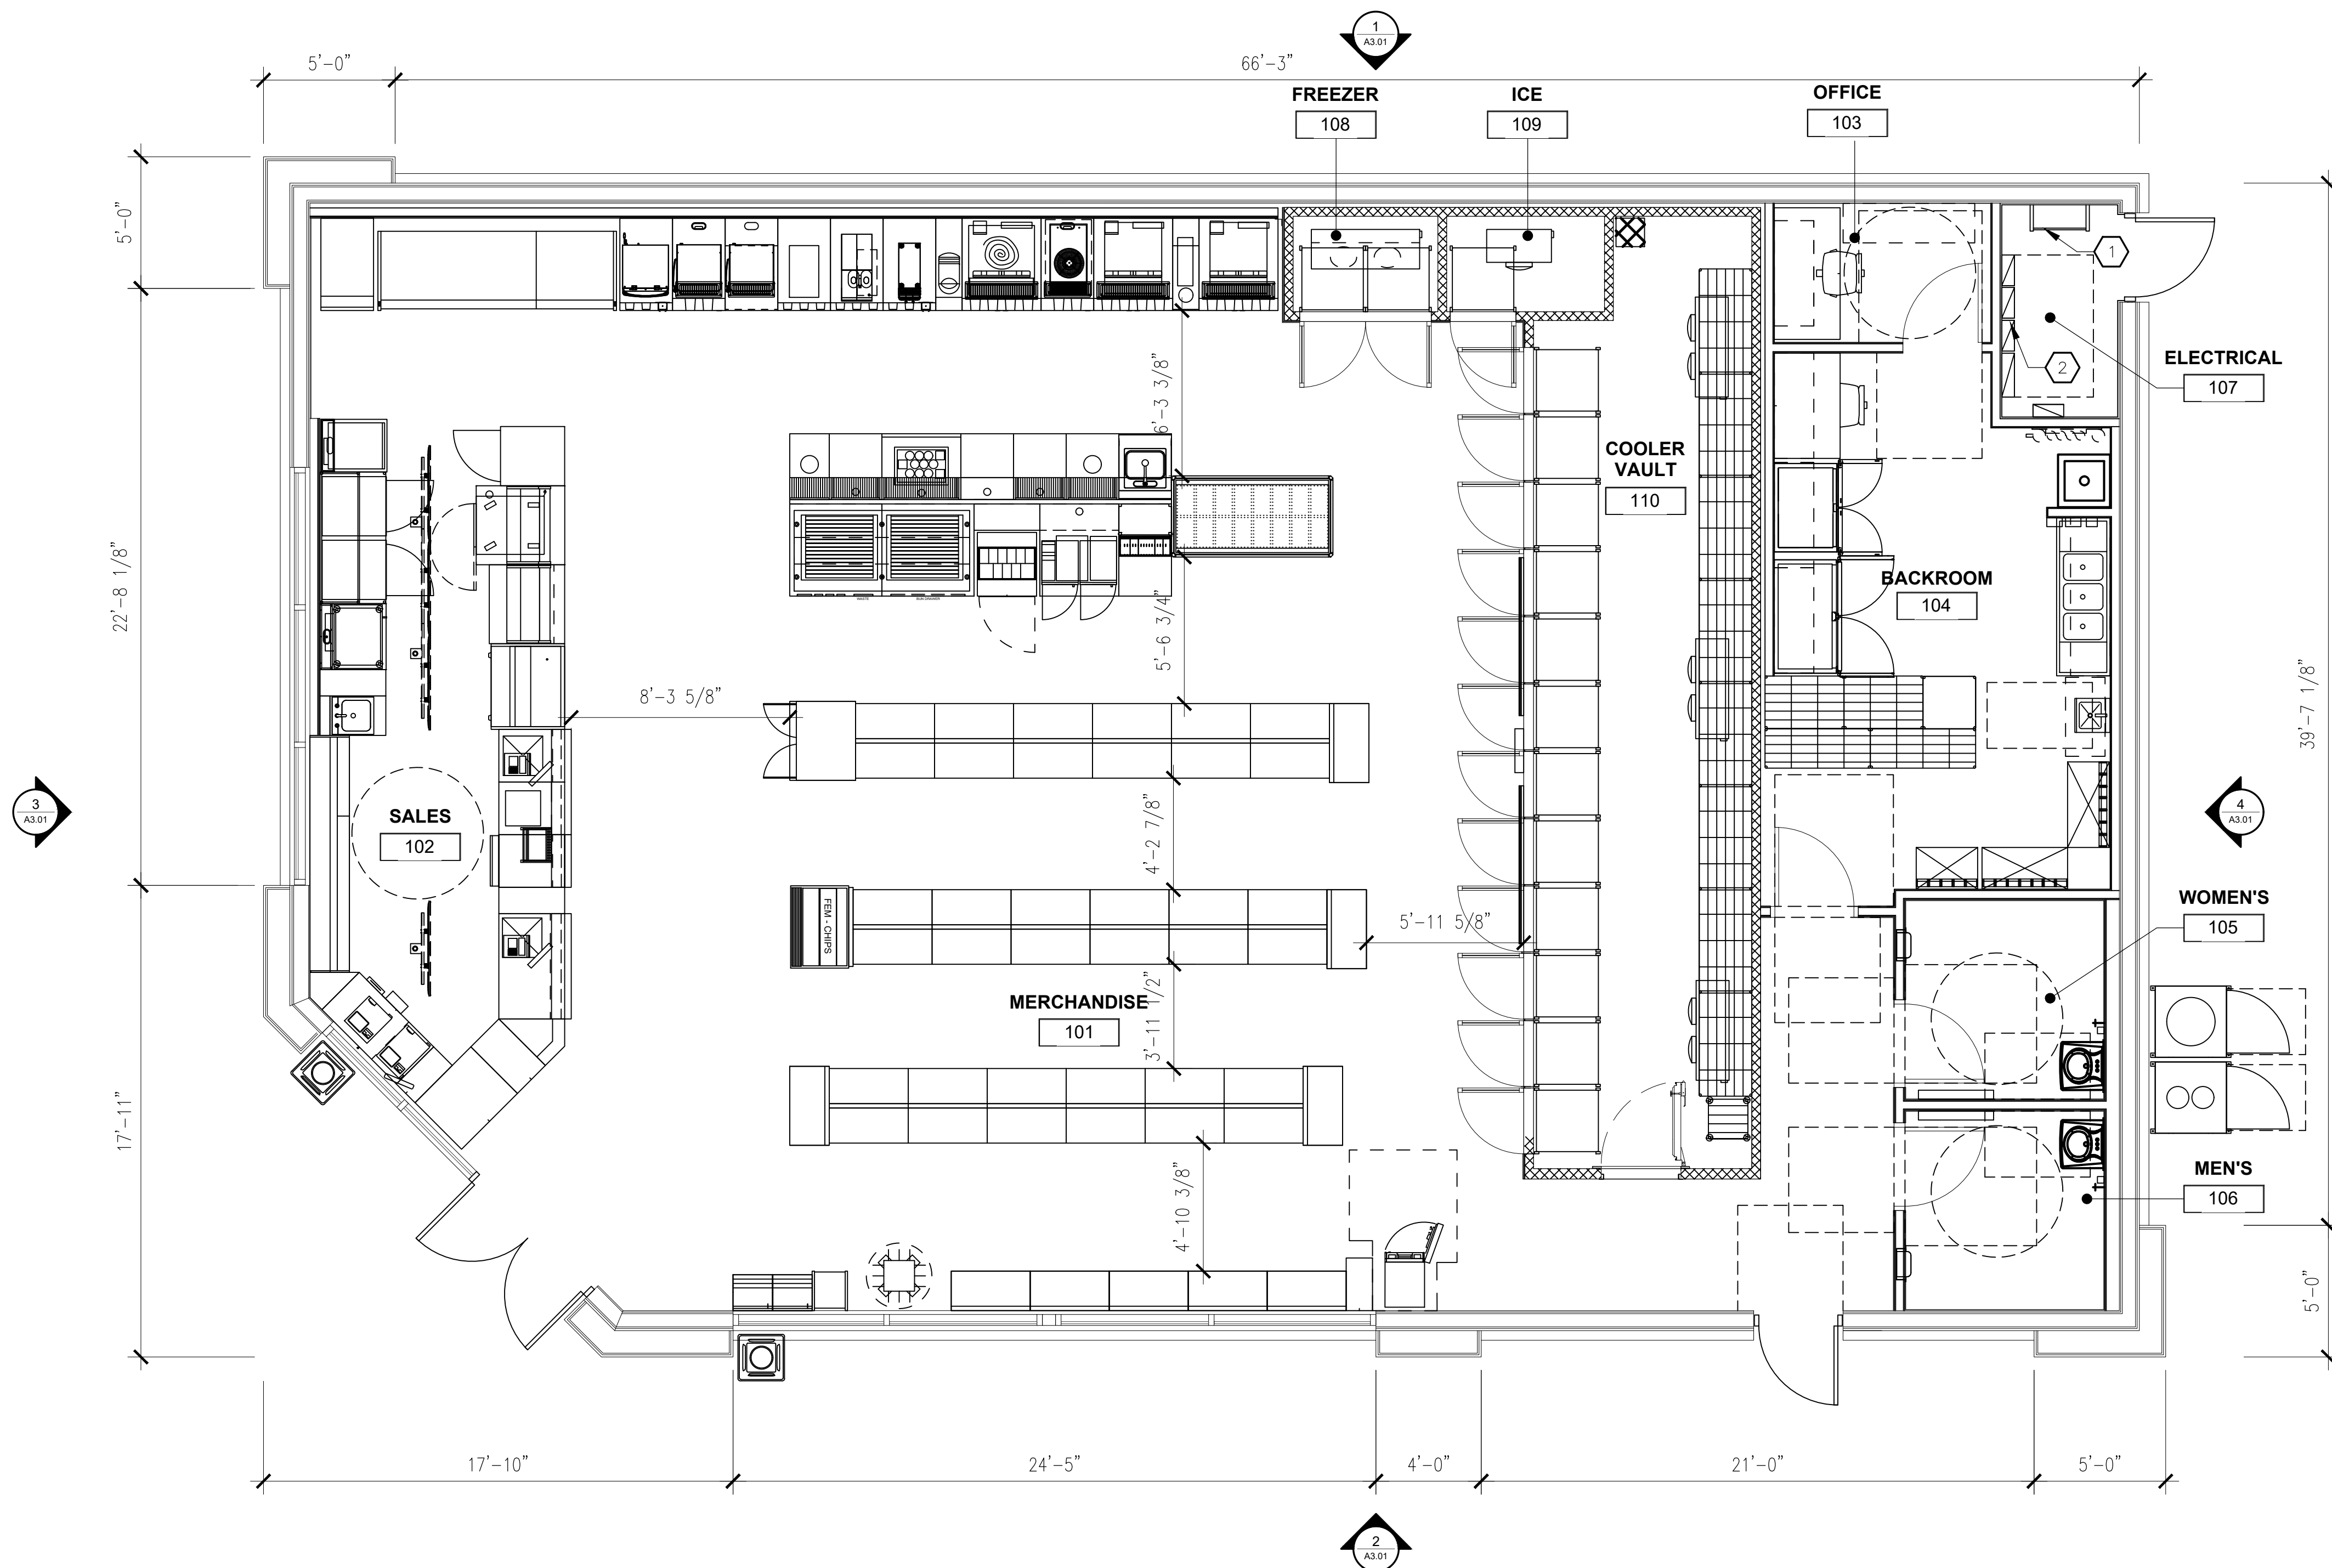 1
A3.01
5'-0"
66'-3"
FREEZER
108
ICE
109
OFFICE
103
5'-0"
1
2
ELECTRICAL
107
6'-3 3/8"
COOLER
VAULT
110
22'-8 1/8"
BACKROOM
104
WASTE
BUN DRAWER
5'-6 3/4"
8'-3 5/8"
39'-7 1/8"
3
A3.01
SALES
102
4'-2 7/8"
4
A3.01
FEM - CHIPS
5'-11 5/8"
WOMEN'S
105
MERCHANDISE
101
3'-11 1/2"
17'-11"
MEN'S
106
4'-10 3/8"
5'-0"
17'-10"
24'-5"
4'-0"
21'-0"
5'-0"
2
A3.01